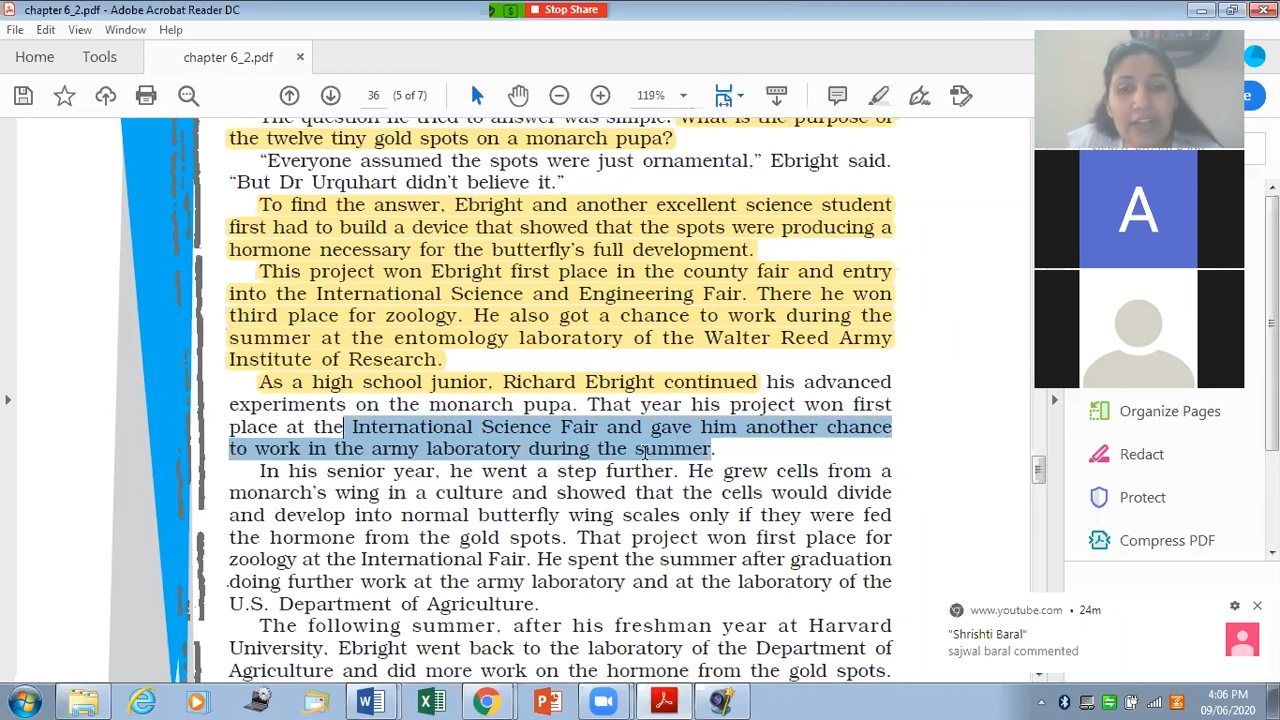 chapter 6_2.pdf - Adobe Acrobat Reader DC
Stop Share
File Edit View Window Help
Home Tools chapter 6_2.pdf ×
36 (5 of 7) 119%
The question he tried to answer was simple: What is the purpose of
the twelve tiny gold spots on a monarch pupa?
“Everyone assumed the spots were just ornamental,” Ebright said.
“But Dr Urquhart didn’t believe it.”
To find the answer, Ebright and another excellent science student
first had to build a device that showed that the spots were producing a
hormone necessary for the butterfly’s full development.
This project won Ebright first place in the county fair and entry
into the International Science and Engineering Fair. There he won
third place for zoology. He also got a chance to work during the
summer at the entomology laboratory of the Walter Reed Army
Institute of Research.
As a high school junior, Richard Ebright continued his advanced
experiments on the monarch pupa. That year his project won first
place at the International Science Fair and gave him another chance
to work in the army laboratory during the summer.
In his senior year, he went a step further. He grew cells from a
monarch’s wing in a culture and showed that the cells would divide
and develop into normal butterfly wing scales only if they were fed
the hormone from the gold spots. That project won first place for
zoology at the International Fair. He spent the summer after graduation
doing further work at the army laboratory and at the laboratory of the
U.S. Department of Agriculture.
The following summer, after his freshman year at Harvard
University, Ebright went back to the laboratory of the Department of
Agriculture and did more work on the hormone from the gold spots.
A
Organize Pages
Redact
Protect
Compress PDF
www.youtube.com • 24m
"Shrishti Baral"
sajwal baral commented
4:06 PM
09/06/2020